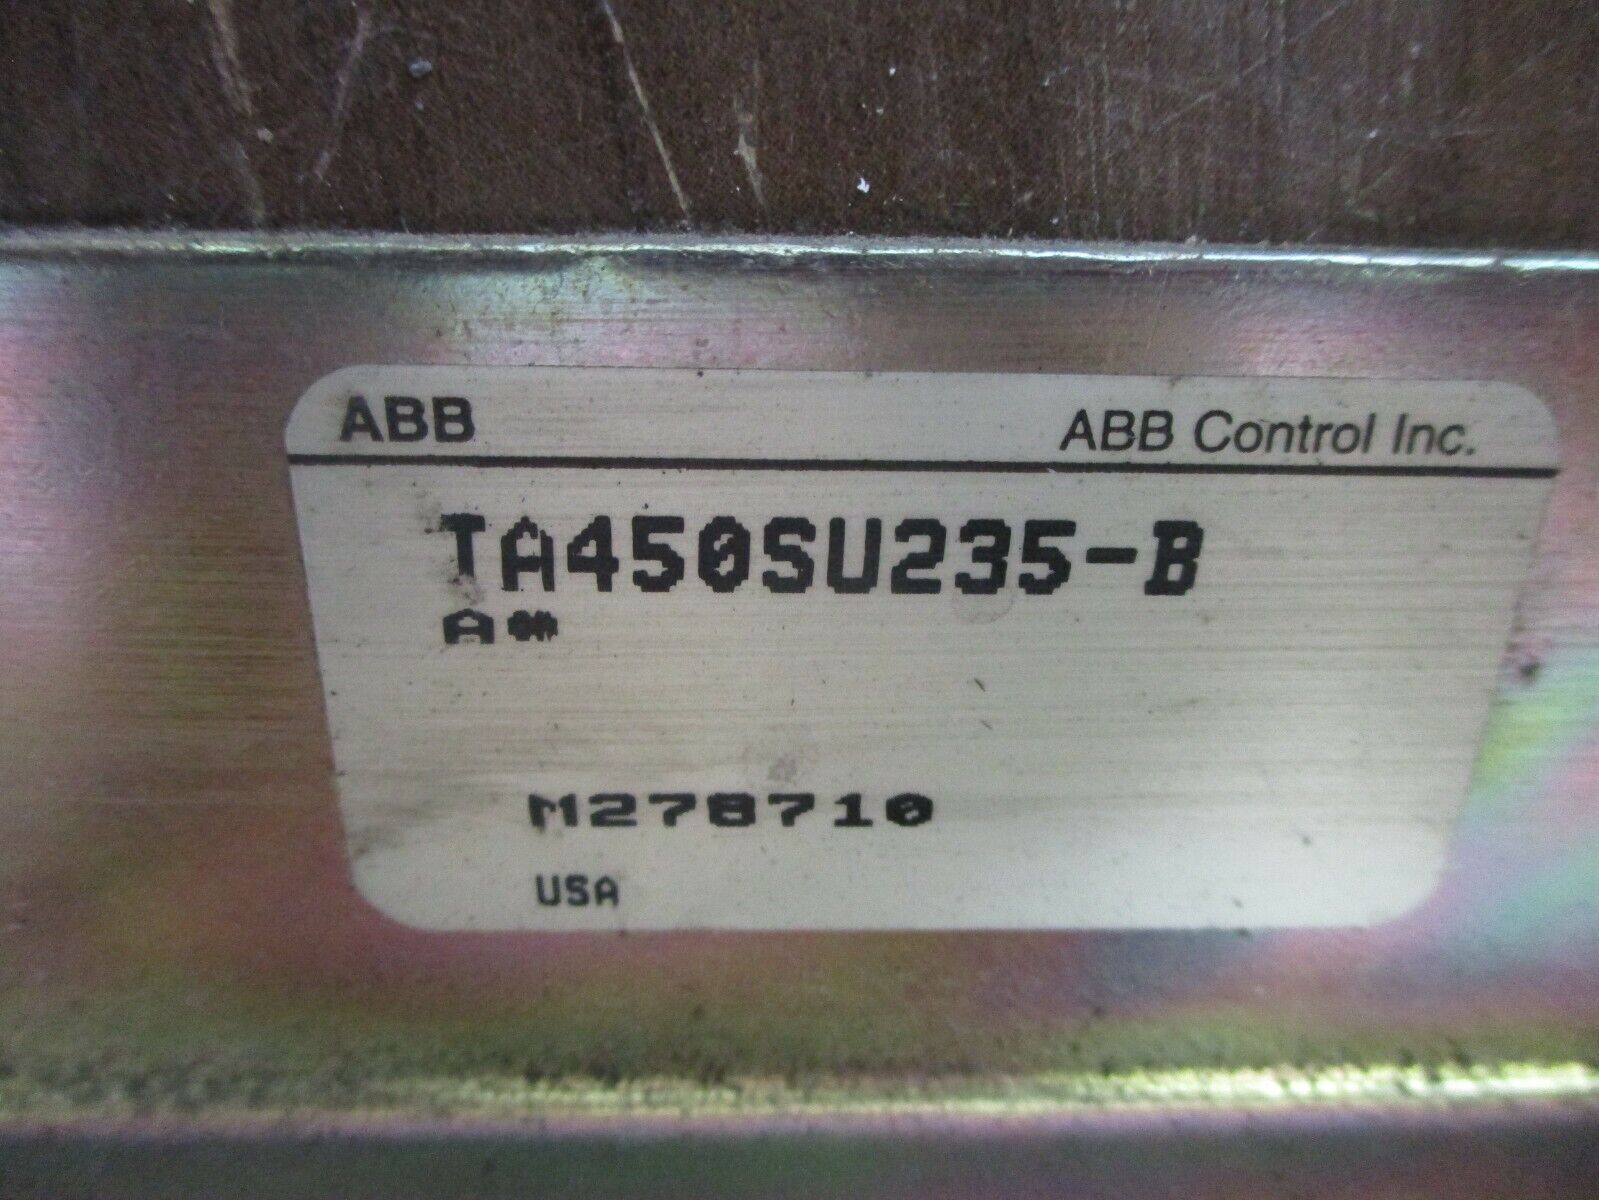 ABB
ABB Control Inc.
TA450SU235-B
A
M278710
USA